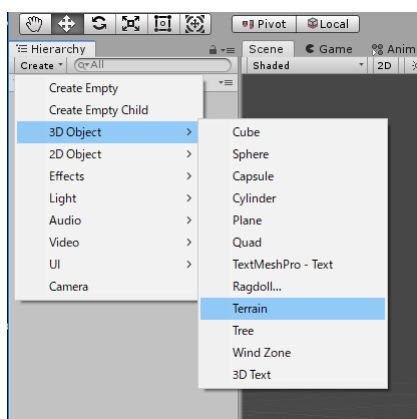 Pivot Local
Hierarchy
Scene Game Anim
Create All
Shaded 2D
Create Empty
Create Empty Child
3D Object
2D Object
Effects
Light
Audio
Video
UI
Camera
Cube
Sphere
Capsule
Cylinder
Plane
Quad
TextMeshPro - Text
Ragdoll...
Terrain
Tree
Wind Zone
3D Text